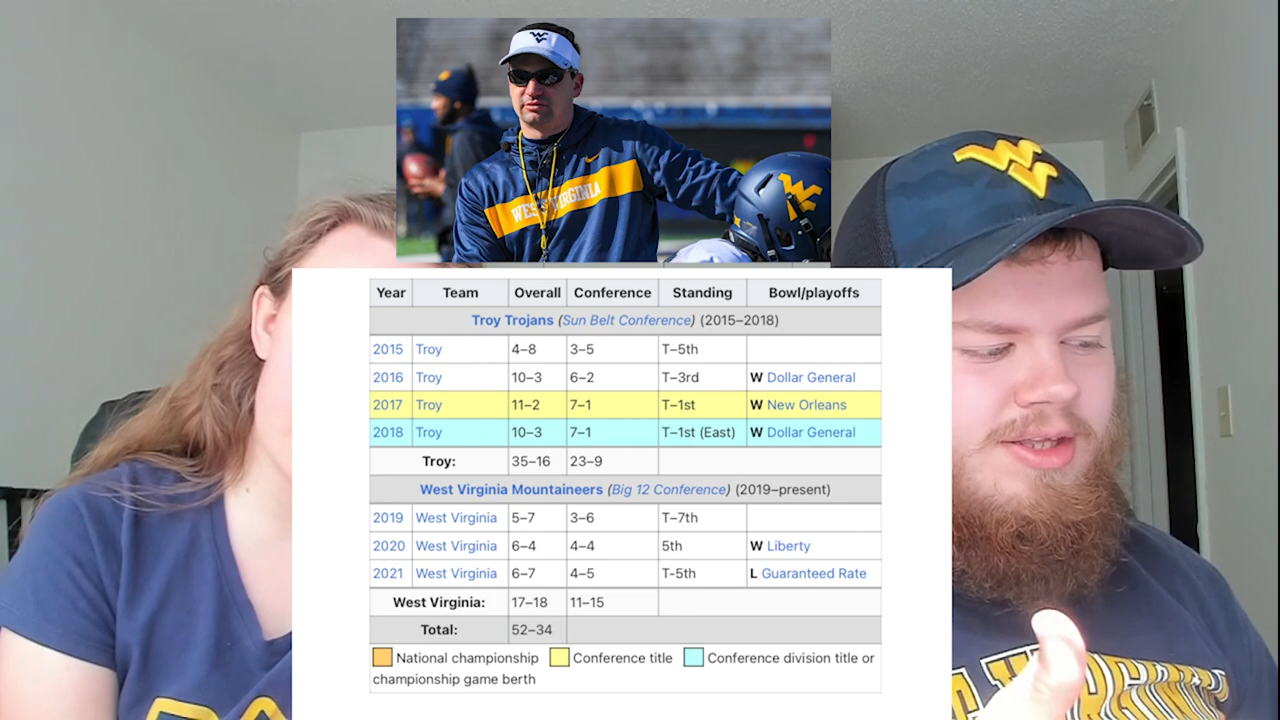 WV
WEST VIRGINIA
WV
WV
Year Team Overall Conference Standing Bowl/playoffs
Troy Trojans (Sun Belt Conference) (2015–2018)
2015 Troy 4–8 3–5 T–5th
2016 Troy 10–3 6–2 T–3rd W Dollar General
2017 Troy 11–2 7–1 T–1st W New Orleans
2018 Troy 10–3 7–1 T–1st (East) W Dollar General
Troy: 35–16 23–9
West Virginia Mountaineers (Big 12 Conference) (2019–present)
2019 West Virginia 5–7 3–6 T–7th
2020 West Virginia 6–4 4–4 5th W Liberty
2021 West Virginia 6–7 4–5 T-5th L Guaranteed Rate
West Virginia: 17–18 11–15
Total: 52–34
National championship Conference title Conference division title or
championship game berth